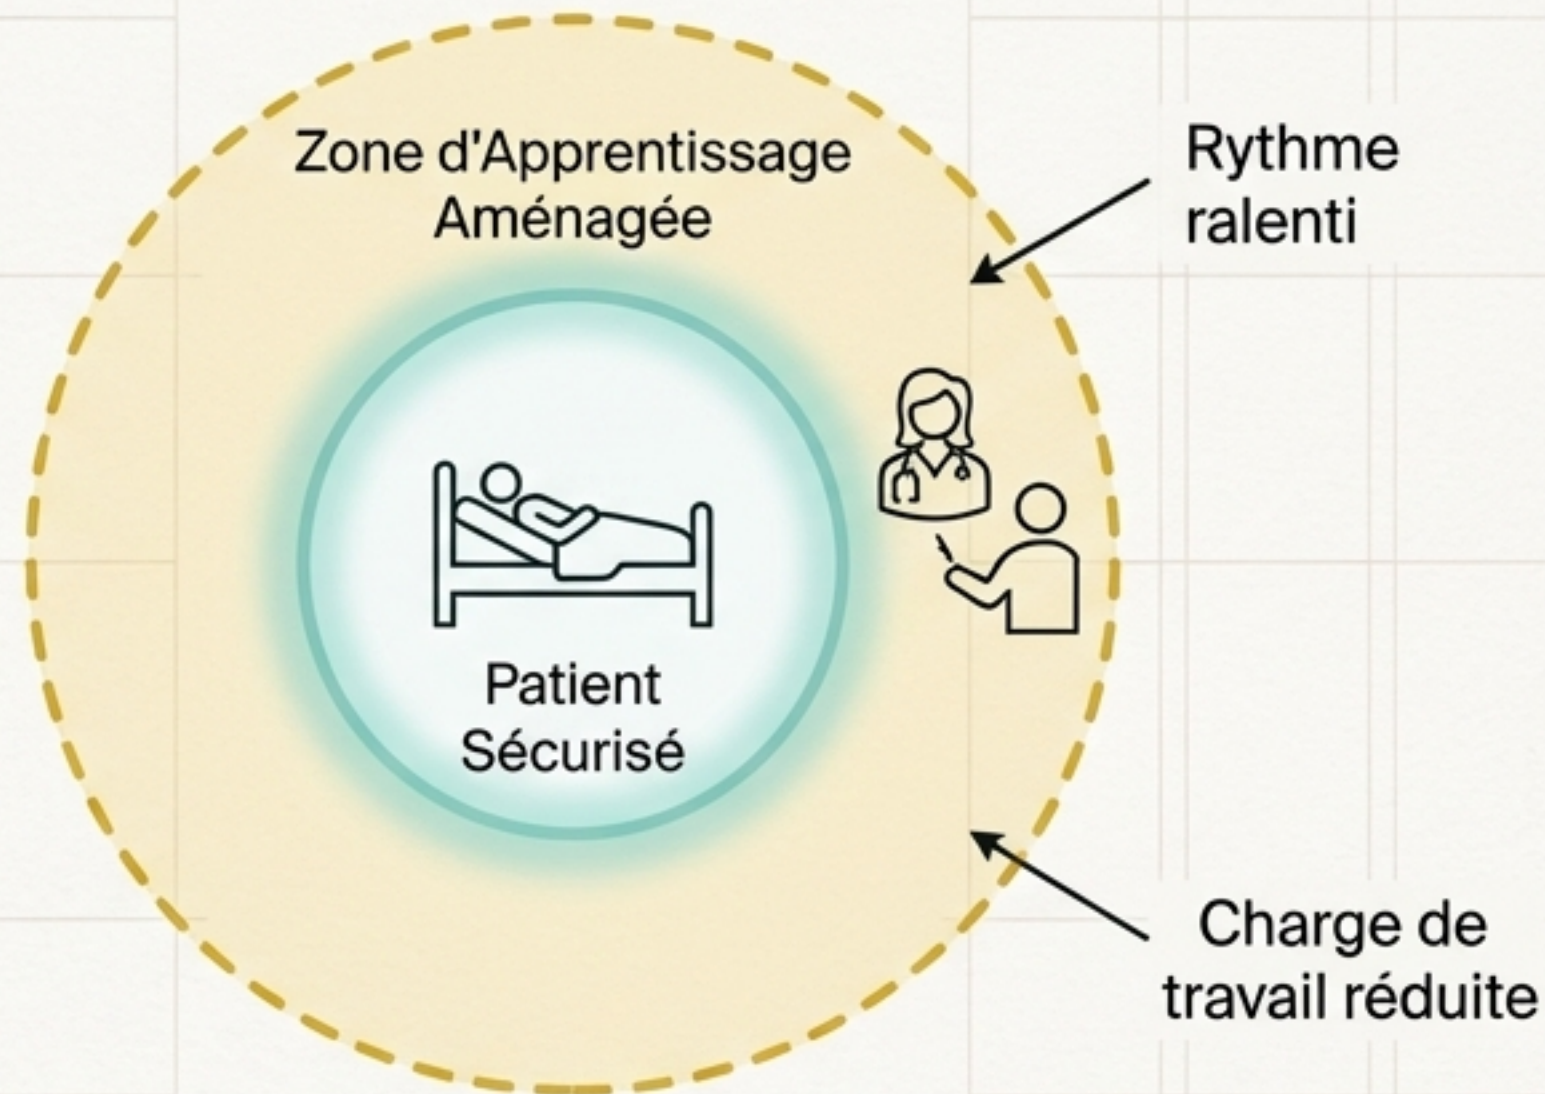 Zone d'Apprentissage
Aménagée
Rythme
ralenti
Patient
Sécurisé
Charge de
travail réduite